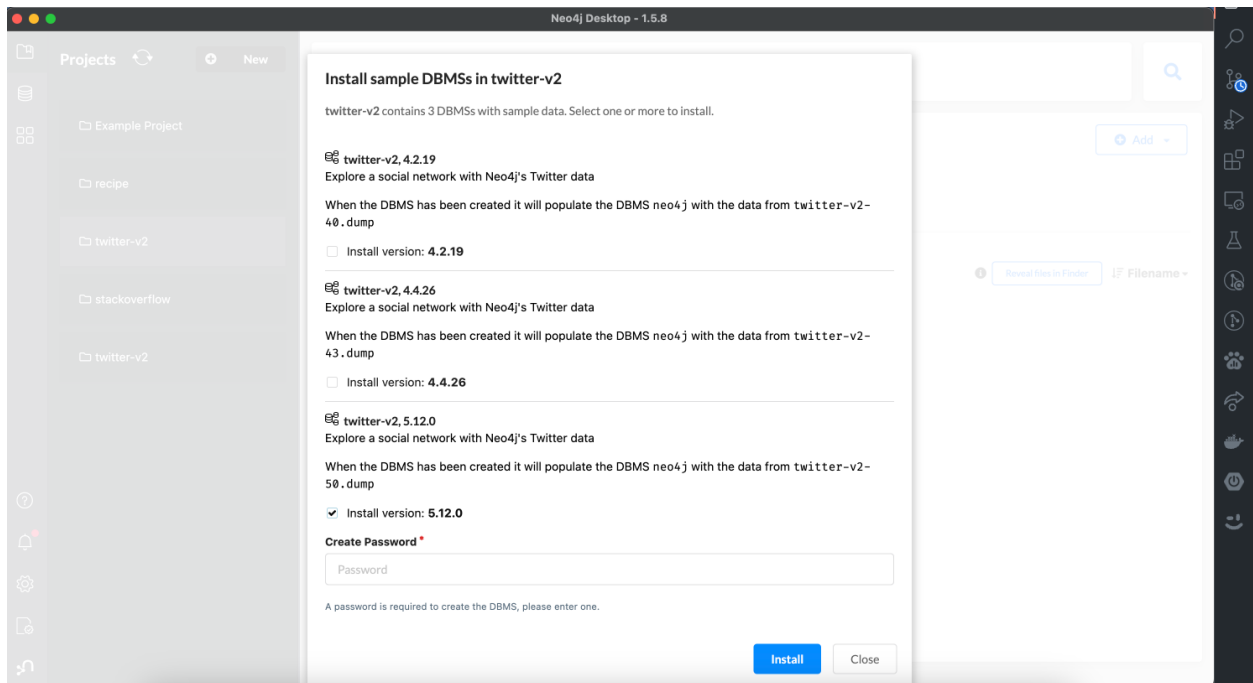 Neo4j Desktop - 1.5.8
Projects
New
Example Project
recipe
twitter-v2
stackoverflow
twitter-v2
Install sample DBMSs in twitter-v2
twitter-v2 contains 3 DBMSs with sample data. Select one or more to install.
twitter-v2, 4.2.19
Explore a social network with Neo4j's Twitter data
When the DBMS has been created it will populate the DBMS neo4j with the data from twitter-v2-
40.dump
Install version: 4.2.19
twitter-v2, 4.4.26
Explore a social network with Neo4j's Twitter data
When the DBMS has been created it will populate the DBMS neo4j with the data from twitter-v2-
43.dump
Install version: 4.4.26
twitter-v2, 5.12.0
Explore a social network with Neo4j's Twitter data
When the DBMS has been created it will populate the DBMS neo4j with the data from twitter-v2-
50.dump
Install version: 5.12.0
Create Password *
Password
A password is required to create the DBMS, please enter one.
Install
Close
Add
Reveal files in Finder
Filename